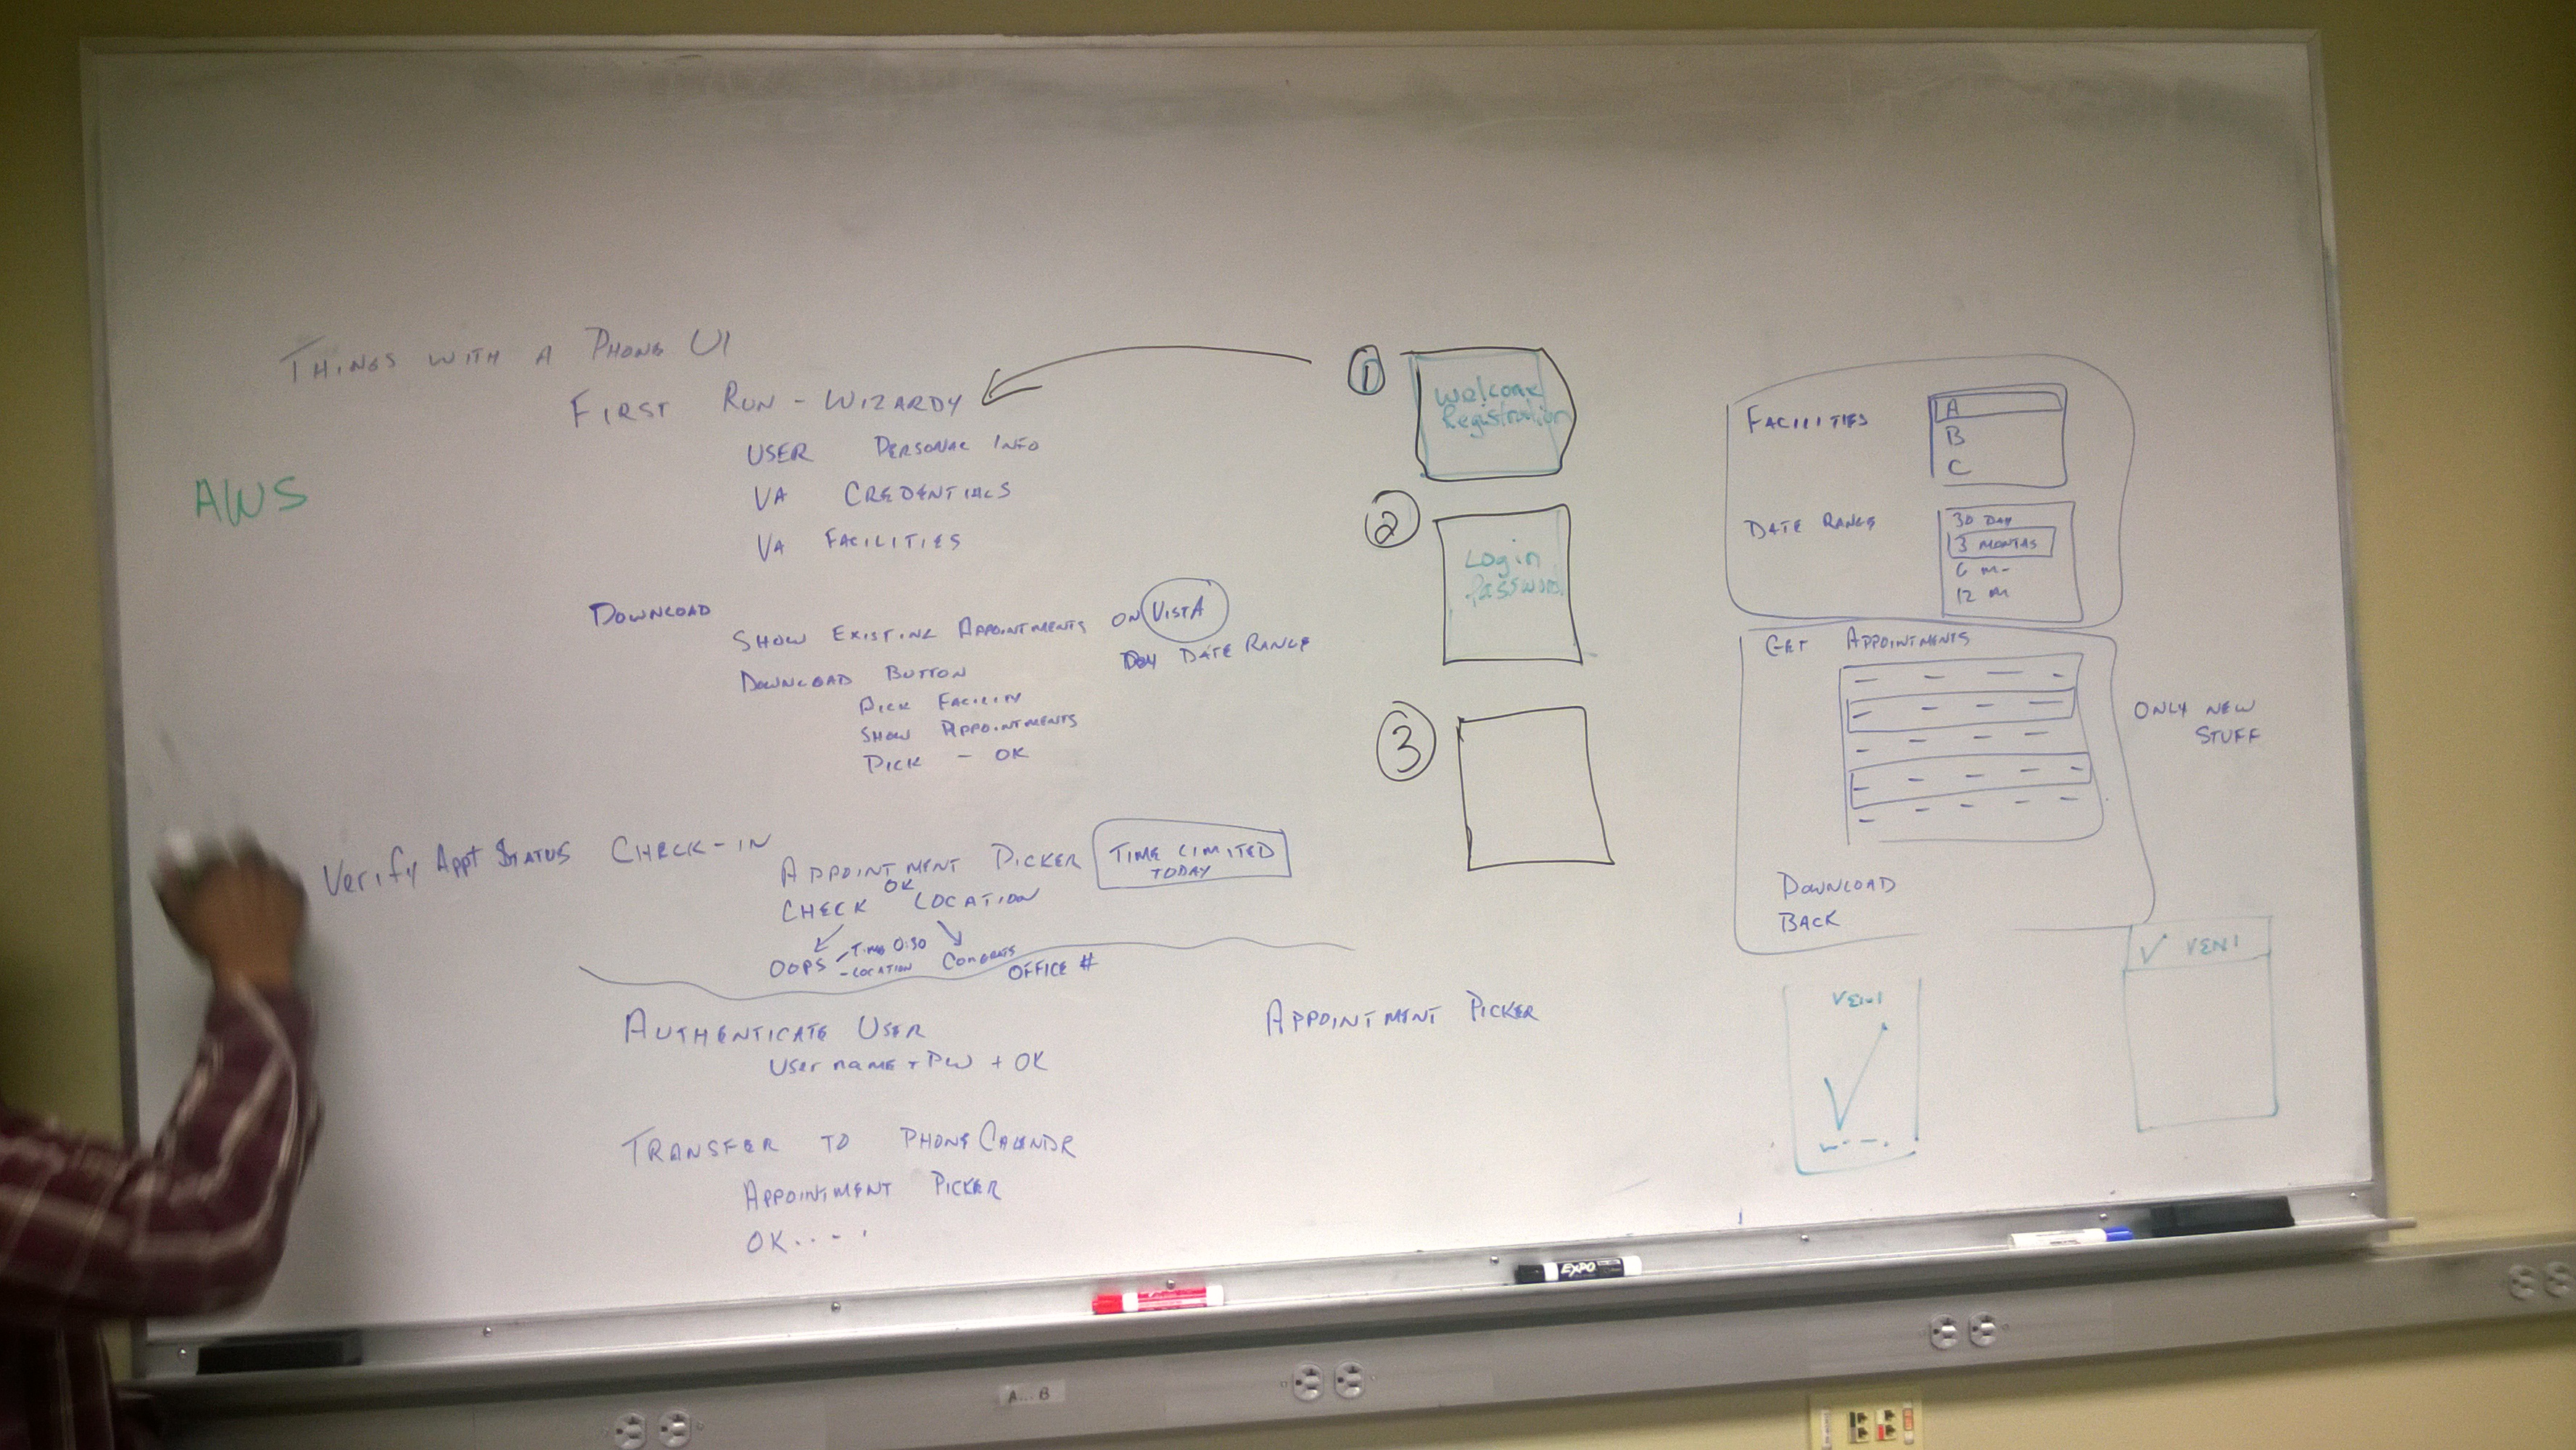 THINGS WITH A PHONE UI
FIRST RUN - WIZARDY
USER PERSONAL INFO
VA CREDENTIALS
VA FACILITIES
AWS
DOWNLOAD
SHOW EXISTING APPOINTMENTS ON VISTA
DATE RANGE
DOWNLOAD BUTTON
PICK FACILITY
SHOW APPOINTMENTS
PICK - OK
Verify Appt STATUS CHECK-IN
APPOINTMENT PICKER
TIME LIMITED
TODAY
OK
CHECK LOCATION
OOPS - TIME 0:30
- LOCATION
CONGRATS
OFFICE #
AUTHENTICATE USER
User name + PW + OK
TRANSFER TO PHONE CALENDR
APPOINTMENT PICKER
OK....
1
Welcome
Registration
2
Login
Password
3
APPOINTMENT PICKER
FACILITIES
A
B
C
DATE RANGE
30 DAY
3 MONTHS
6 M-
12 M
GET APPOINTMENTS
ONLY NEW
STUFF
DOWNLOAD
BACK
VENI
✓ VENI
EXPO
A... B